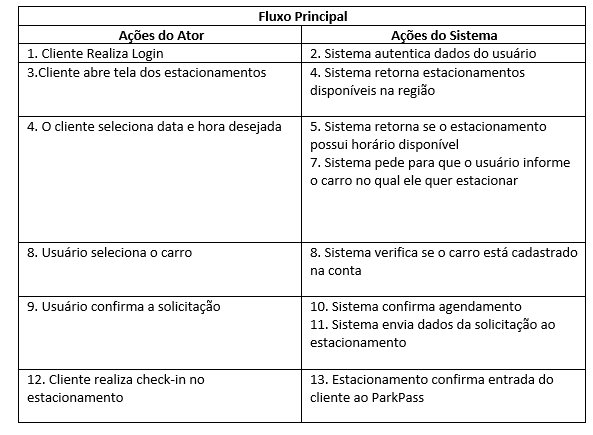 Fluxo Principal
Ações do Ator
Ações do Sistema
1. Cliente Realiza Login
2. Sistema autentica dados do usuário
3.Cliente abre tela dos estacionamentos
4. Sistema retorna estacionamentos
disponíveis na região
4. O cliente seleciona data e hora desejada
5. Sistema retorna se o estacionamento
possui horário disponível
7. Sistema pede para que o usuário informe
o carro no qual ele quer estacionar
8. Usuário seleciona o carro
8. Sistema verifica se o carro está cadastrado
na conta
9. Usuário confirma a solicitação
10. Sistema confirma agendamento
11. Sistema envia dados da solicitação ao
estacionamento
12. Cliente realiza check-in no
estacionamento
13. Estacionamento confirma entrada do
cliente ao ParkPass